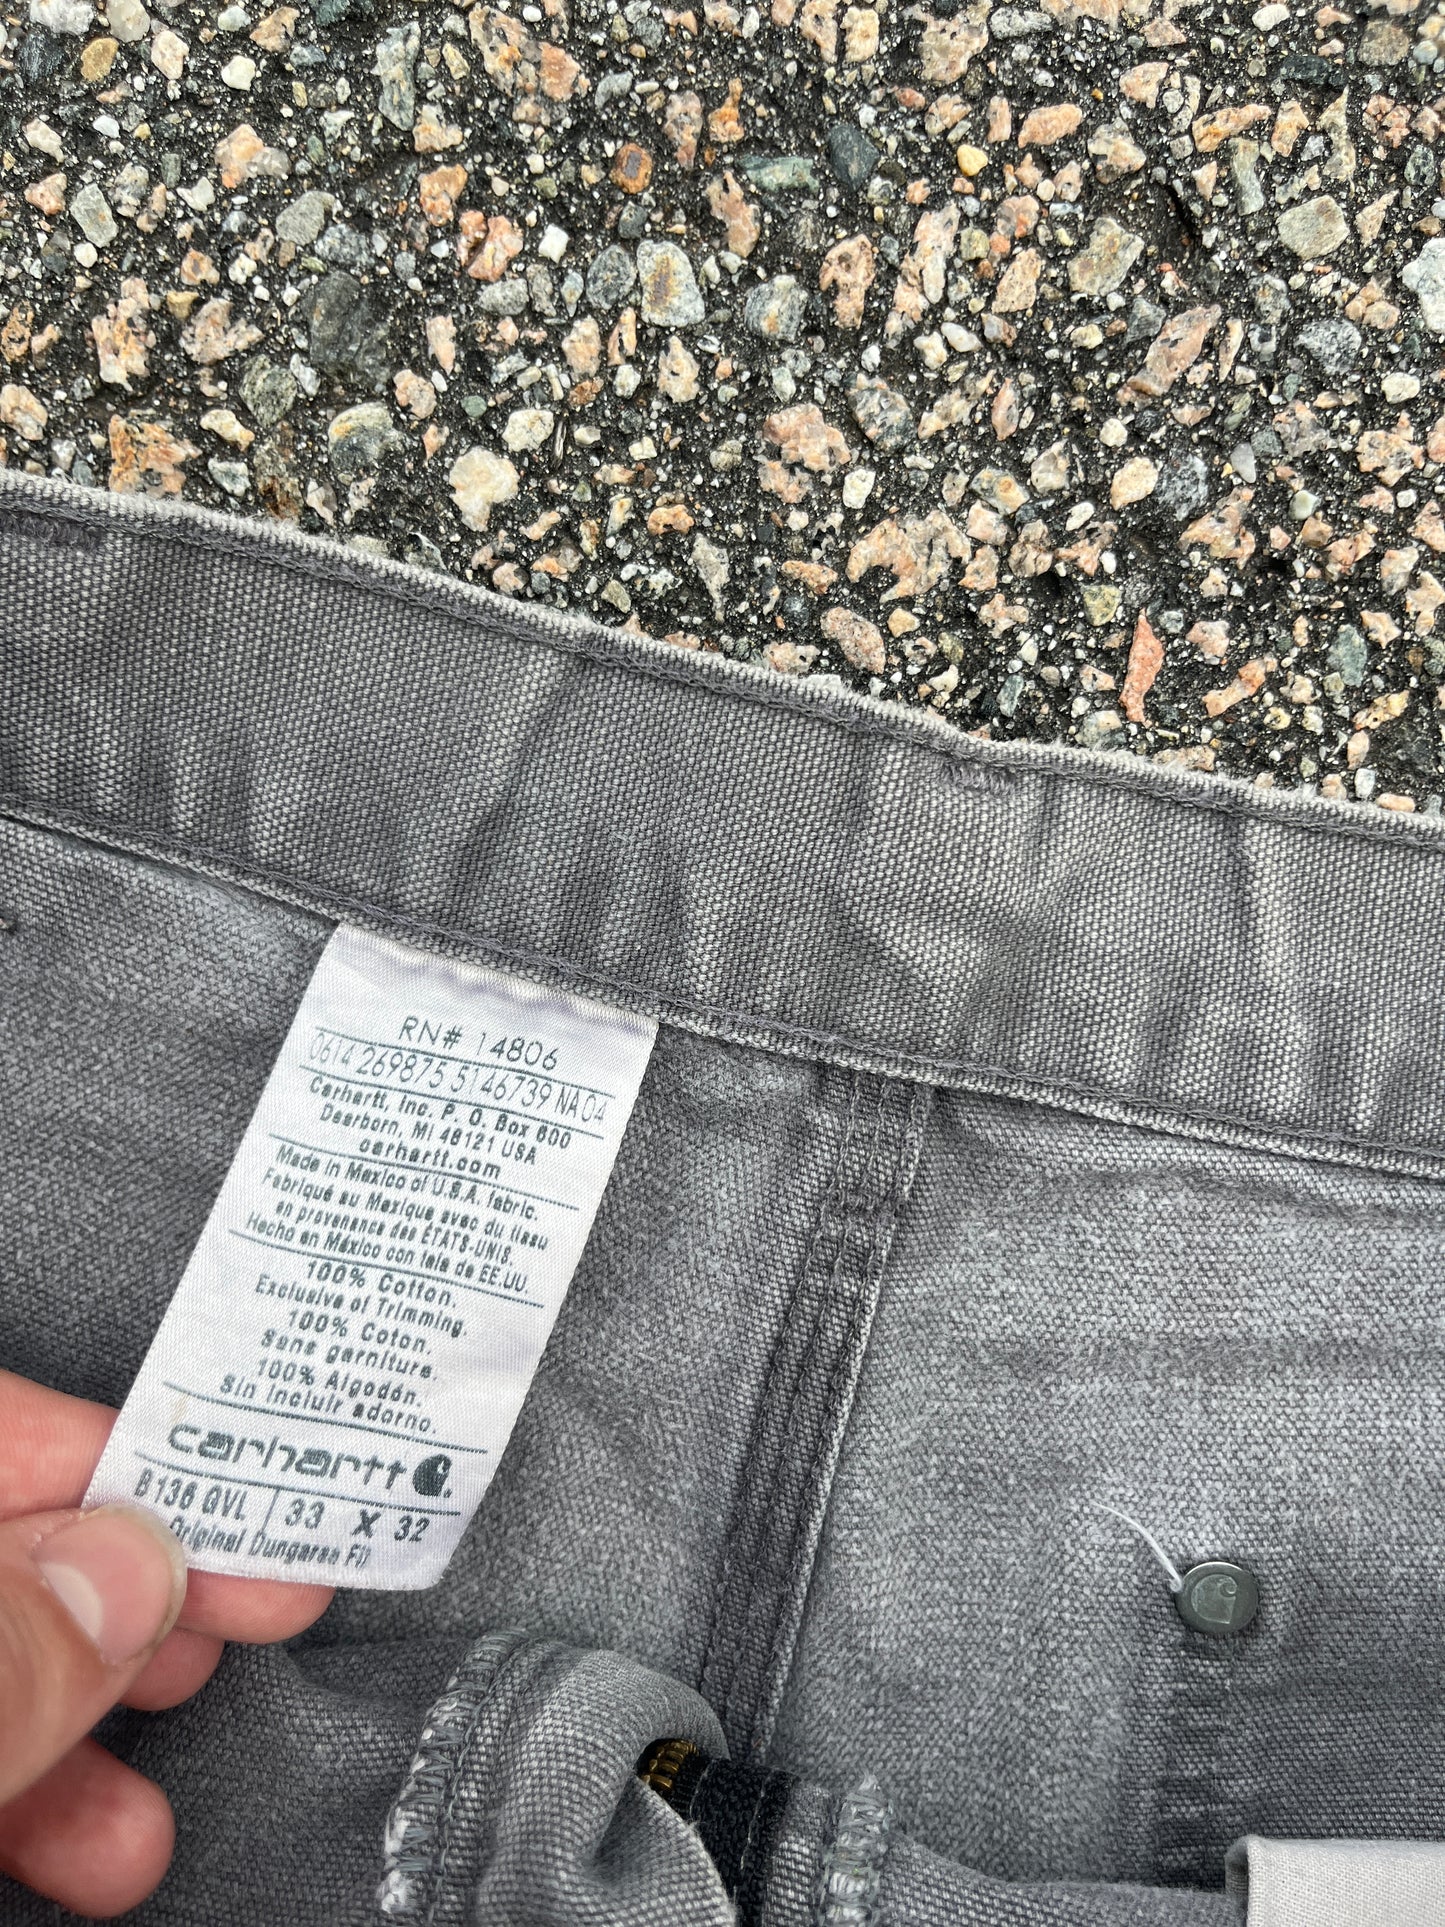 RN# 14806
0614 269875 5146739 NA04
Carhartt, Inc. P. O. Box 600
Dearborn, MI 48121 USA
carhartt.com
Made in Mexico of U.S.A. fabric.
Fabriqué au Mexique avec du tissu
en provenance des ÉTATS-UNIS.
Hecho en México con tela de EE.UU.
100% Cotton.
Exclusive of Trimming.
100% Coton.
Sans garniture.
100% Algodón.
Sin incluir adorno.
carhartt
B136 GVL 33 X 32
Original Dungaree Fit